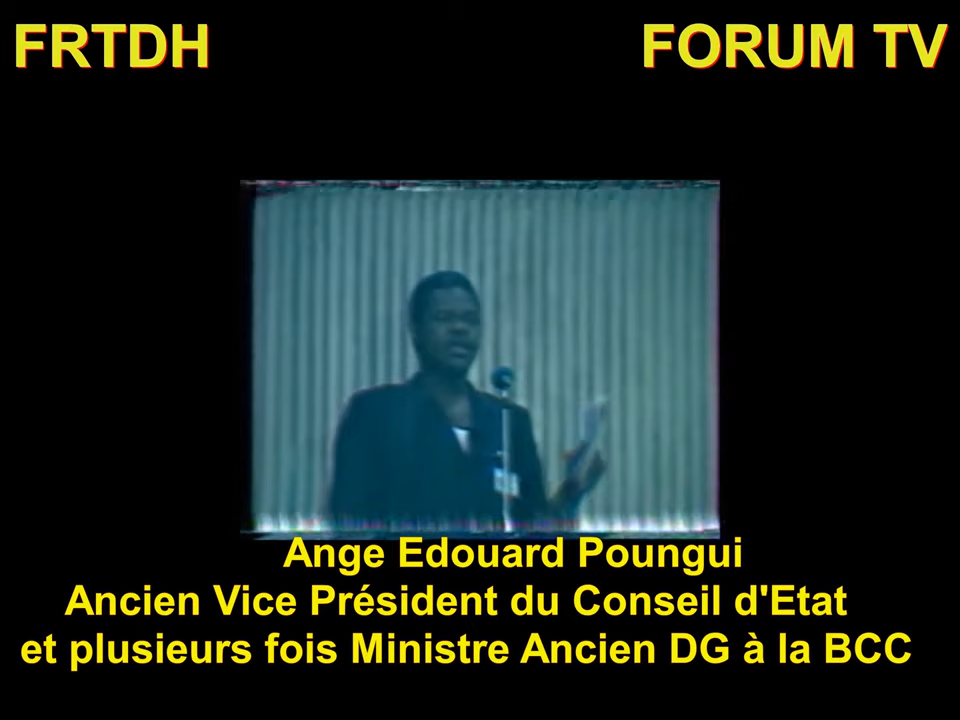 FRTDH FORUM TV
Ange Edouard Poungui
Ancien Vice Président du Conseil d'Etat
et plusieurs fois Ministre Ancien DG à la BCC